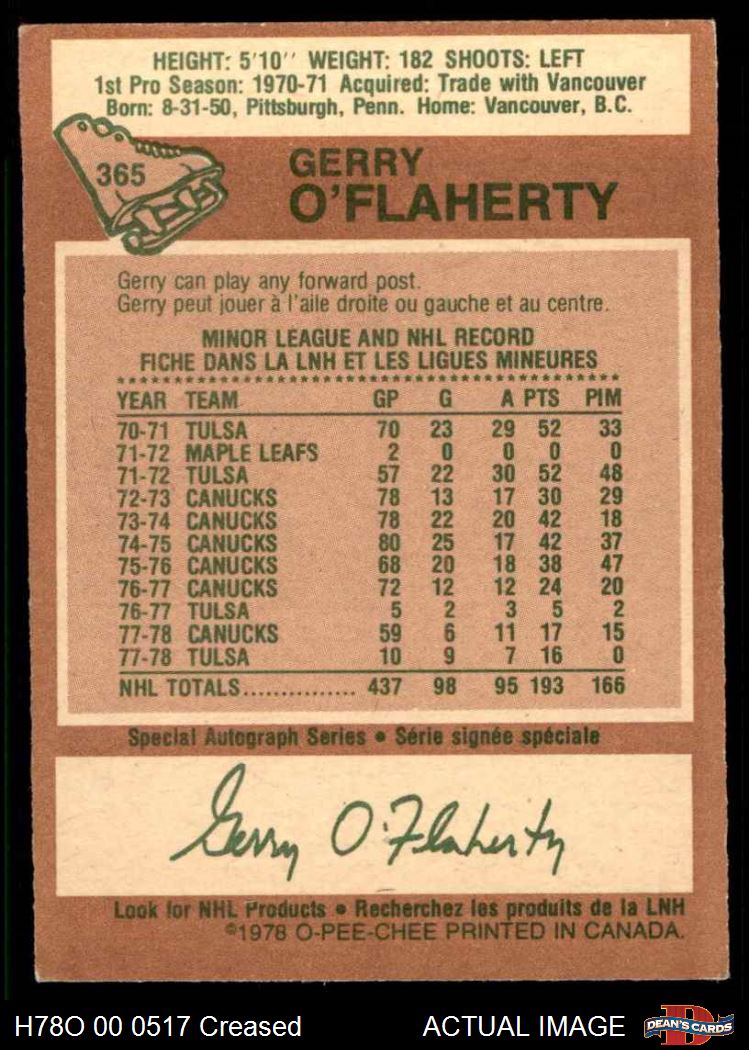 HEIGHT: 5'10'' WEIGHT: 182 SHOOTS: LEFT
1st Pro Season: 1970-71 Acquired: Trade with Vancouver
Born: 8-31-50, Pittsburgh, Penn. Home: Vancouver, B.C.
365
GERRY
O'FLAHERTY
Gerry can play any forward post.
Gerry peut jouer à l'aile droite ou gauche et au centre.
MINOR LEAGUE AND NHL RECORD
FICHE DANS LA LNH ET LES LIGUES MINEURES
YEAR TEAM GP G A PTS PIM
70-71 TULSA 70 23 29 52 33
71-72 MAPLE LEAFS 2 0 0 0 0
71-72 TULSA 57 22 30 52 48
72-73 CANUCKS 78 13 17 30 29
73-74 CANUCKS 78 22 20 42 18
74-75 CANUCKS 80 25 17 42 37
75-76 CANUCKS 68 20 18 38 47
76-77 CANUCKS 72 12 12 24 20
76-77 TULSA 5 2 3 5 2
77-78 CANUCKS 59 6 11 17 15
77-78 TULSA 10 9 7 16 0
NHL TOTALS............... 437 98 95 193 166
Special Autograph Series • Série signée spéciale
Gerry O'Flaherty
Look for NHL Products • Recherchez les produits de la LNH
©1978 O-PEE-CHEE PRINTED IN CANADA.
H78O 00 0517 Creased
ACTUAL IMAGE
D
DEAN'S CARDS